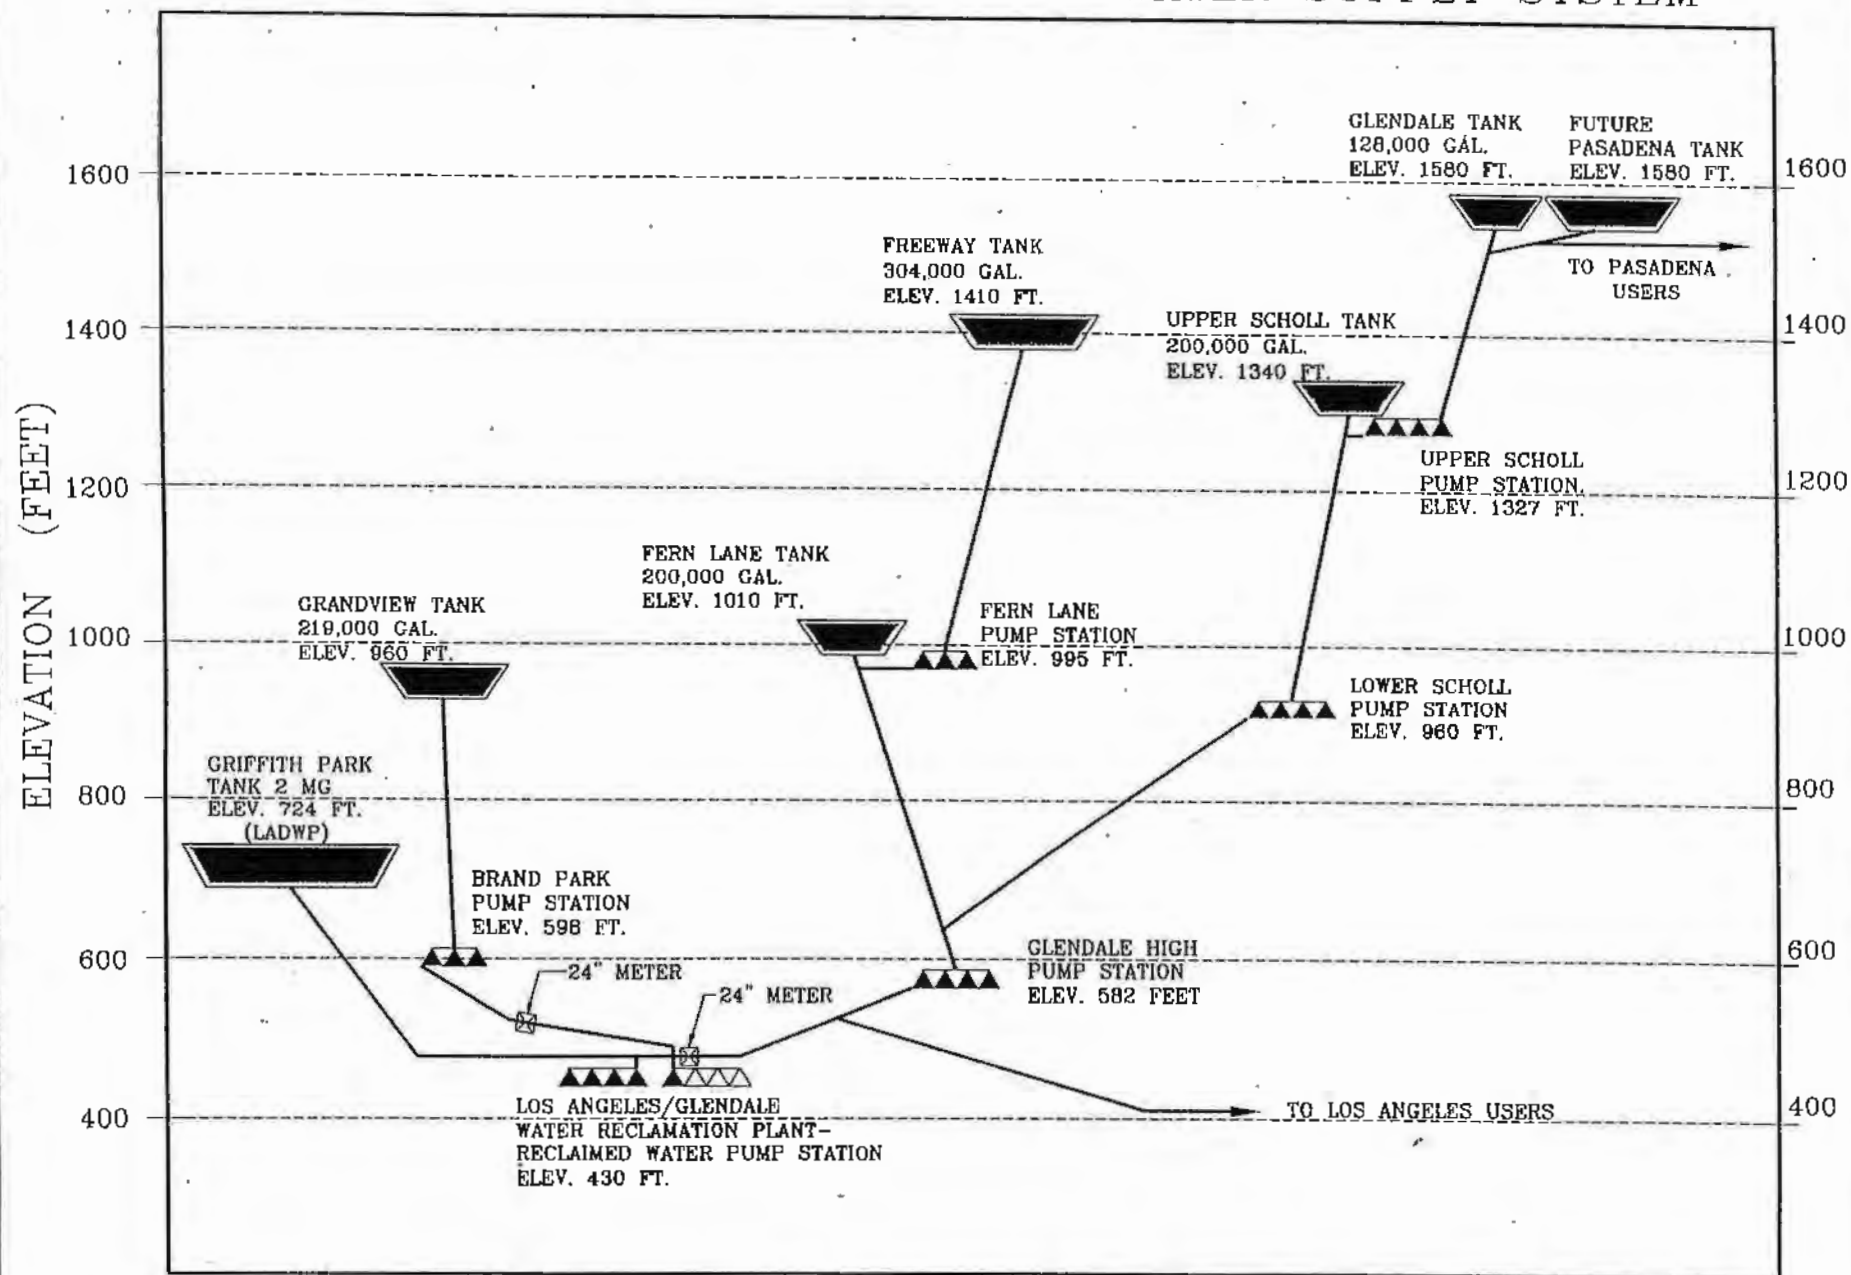 SUPPLY SYSTEM
ELEVATION (FEET)
1600
1400
1200
1000
800
600
400
1600
1400
1200
1000
800
600
400
GLENDALE TANK
128,000 GAL.
ELEV. 1580 FT.
FUTURE
PASADENA TANK
ELEV. 1580 FT.
TO PASADENA
USERS
FREEWAY TANK
304,000 GAL.
ELEV. 1410 FT.
UPPER SCHOLL TANK
200,000 GAL.
ELEV. 1340 FT.
UPPER SCHOLL
PUMP STATION
ELEV. 1327 FT.
FERN LANE TANK
200,000 GAL.
ELEV. 1010 FT.
FERN LANE
PUMP STATION
ELEV. 995 FT.
GRANDVIEW TANK
219,000 GAL.
ELEV. 960 FT.
LOWER SCHOLL
PUMP STATION
ELEV. 960 FT.
GRIFFITH PARK
TANK 2 MG
ELEV. 724 FT.
(LADWP)
BRAND PARK
PUMP STATION
ELEV. 598 FT.
24" METER
24" METER
GLENDALE HIGH
PUMP STATION
ELEV. 582 FEET
LOS ANGELES/GLENDALE
WATER RECLAMATION PLANT-
RECLAIMED WATER PUMP STATION
ELEV. 430 FT.
TO LOS ANGELES USERS